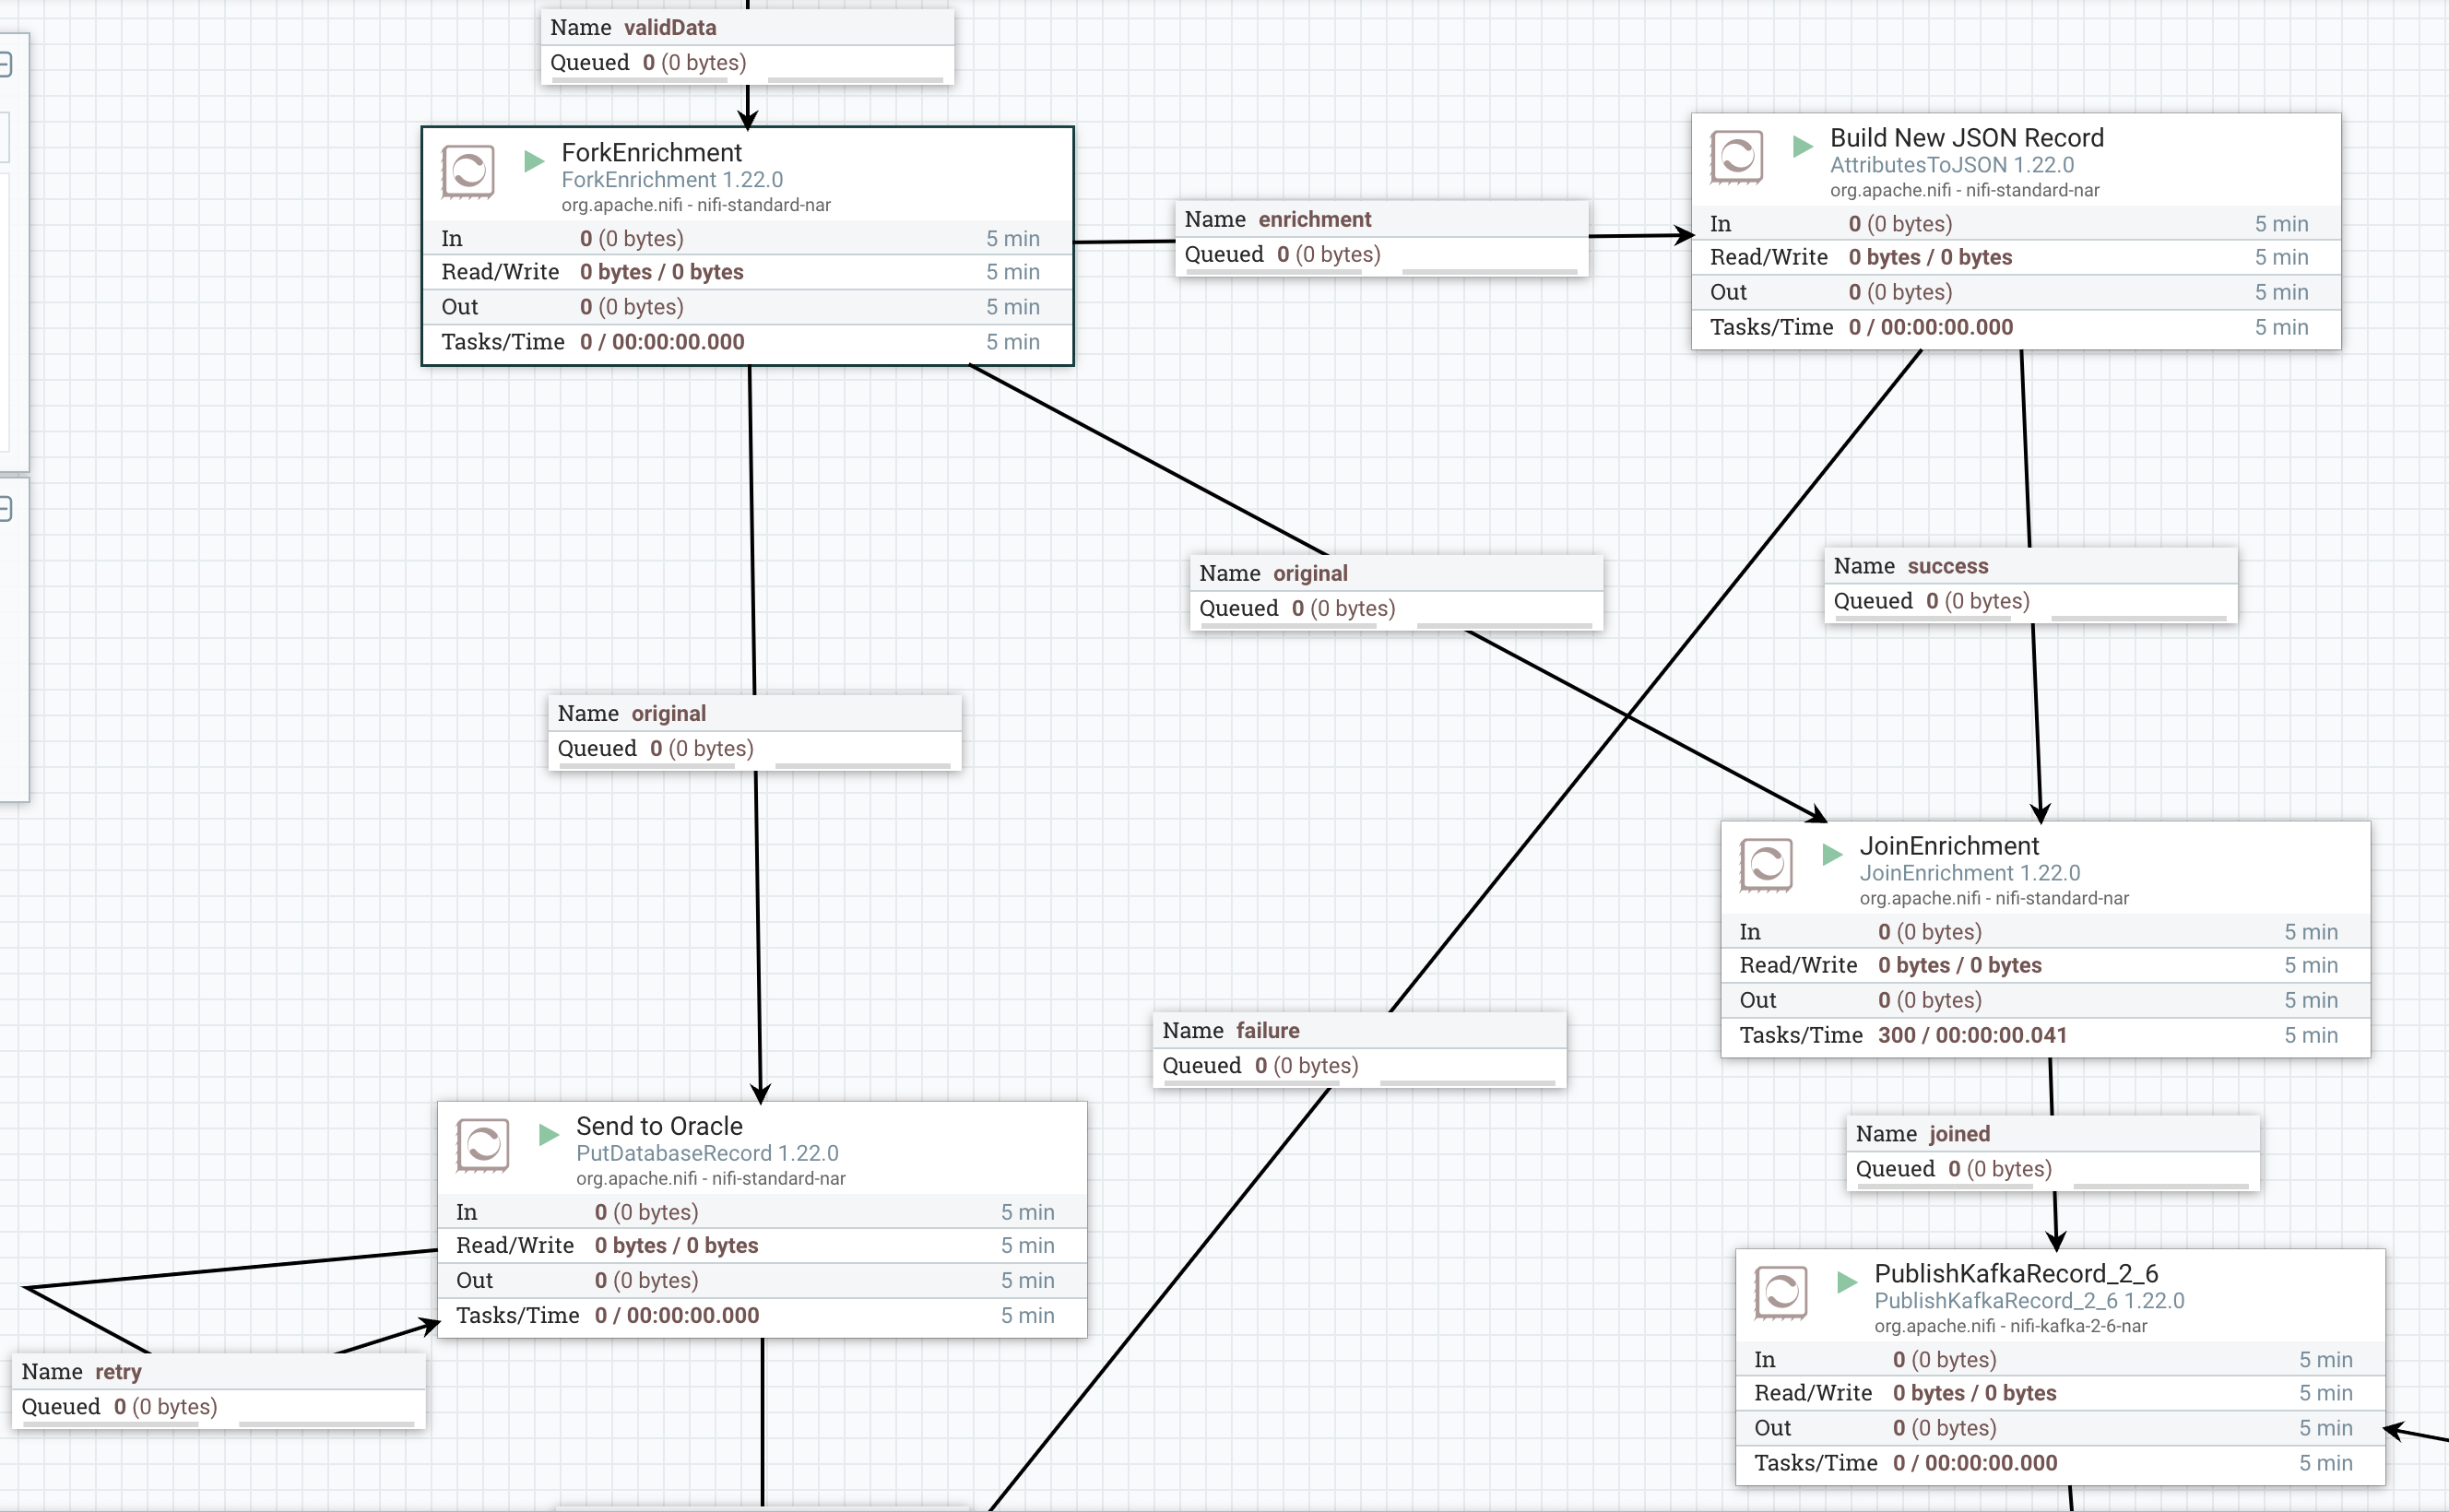 Name validData
Queued 0 (0 bytes)
ForkEnrichment
ForkEnrichment 1.22.0
org.apache.nifi - nifi-standard-nar
In 0 (0 bytes) 5 min
Read/Write 0 bytes / 0 bytes 5 min
Out 0 (0 bytes) 5 min
Tasks/Time 0 / 00:00:00.000 5 min
Name enrichment
Queued 0 (0 bytes)
Build New JSON Record
AttributesToJSON 1.22.0
org.apache.nifi - nifi-standard-nar
In 0 (0 bytes) 5 min
Read/Write 0 bytes / 0 bytes 5 min
Out 0 (0 bytes) 5 min
Tasks/Time 0 / 00:00:00.000 5 min
Name original
Queued 0 (0 bytes)
Name success
Queued 0 (0 bytes)
Name original
Queued 0 (0 bytes)
JoinEnrichment
JoinEnrichment 1.22.0
org.apache.nifi - nifi-standard-nar
In 0 (0 bytes) 5 min
Read/Write 0 bytes / 0 bytes 5 min
Out 0 (0 bytes) 5 min
Tasks/Time 300 / 00:00:00.041 5 min
Name failure
Queued 0 (0 bytes)
Send to Oracle
PutDatabaseRecord 1.22.0
org.apache.nifi - nifi-standard-nar
In 0 (0 bytes) 5 min
Read/Write 0 bytes / 0 bytes 5 min
Out 0 (0 bytes) 5 min
Tasks/Time 0 / 00:00:00.000 5 min
Name joined
Queued 0 (0 bytes)
PublishKafkaRecord_2_6
PublishKafkaRecord_2_6 1.22.0
org.apache.nifi - nifi-kafka-2-6-nar
In 0 (0 bytes) 5 min
Read/Write 0 bytes / 0 bytes 5 min
Out 0 (0 bytes) 5 min
Tasks/Time 0 / 00:00:00.000 5 min
Name retry
Queued 0 (0 bytes)